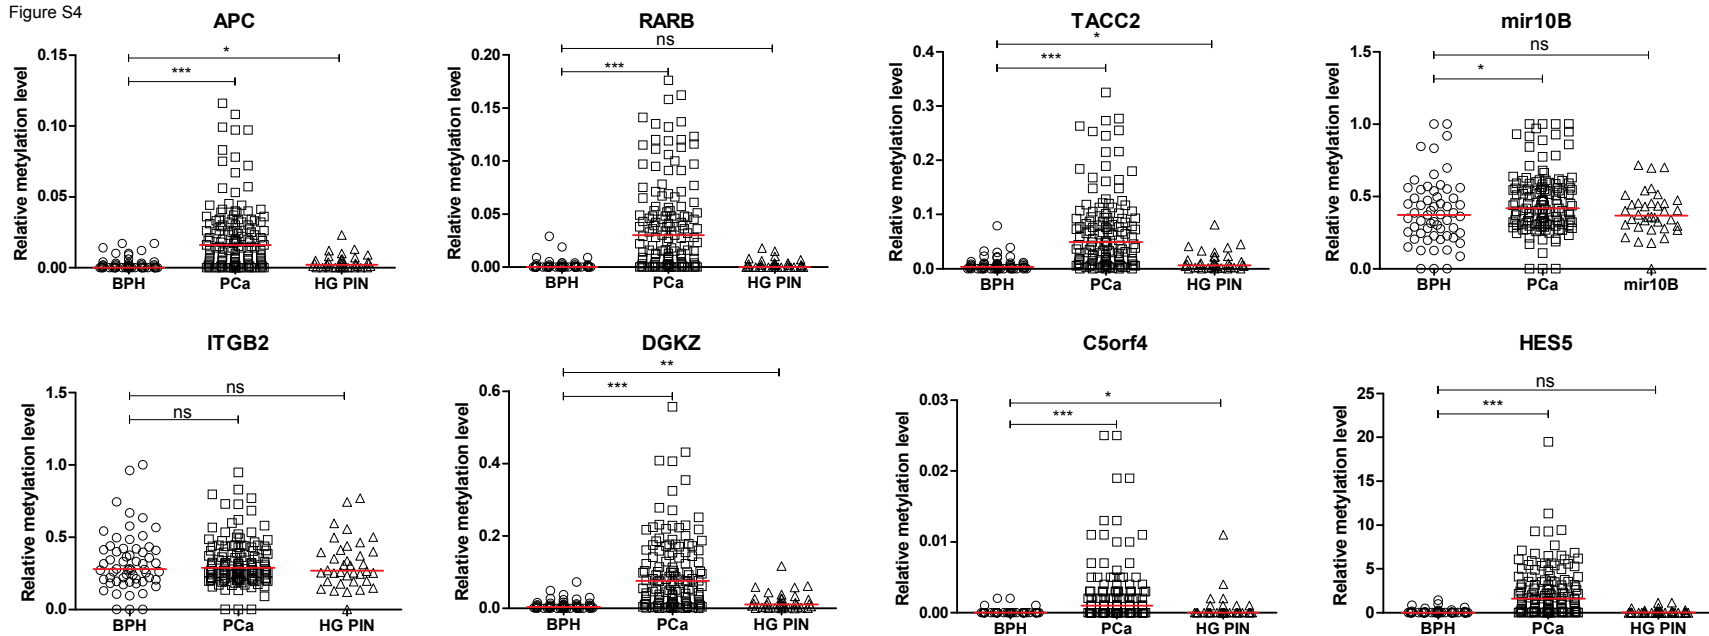 Figure S4
APC
Relative metylation level
0.15
0.10
0.05
0.00
*
***
BPH
PCa
HG PIN
RARB
Relative metylation level
0.20
0.15
0.10
0.05
0.00
ns
***
BPH
PCa
HG PIN
TACC2
Relative metylation level
0.4
0.3
0.2
0.1
0.0
*
***
BPH
PCa
HG PIN
mir10B
Relative metylation level
1.5
1.0
0.5
0.0
ns
*
BPH
PCa
mir10B
ITGB2
Relative metylation level
1.5
1.0
0.5
0.0
ns
ns
BPH
PCa
HG PIN
DGKZ
Relative metylation level
0.6
0.4
0.2
0.0
**
***
BPH
PCa
HG PIN
C5orf4
Relative metylation level
0.03
0.02
0.01
0.00
*
***
BPH
PCa
HG PIN
HES5
Relative metylation level
25
20
15
10
5
0
ns
***
BPH
PCa
HG PIN